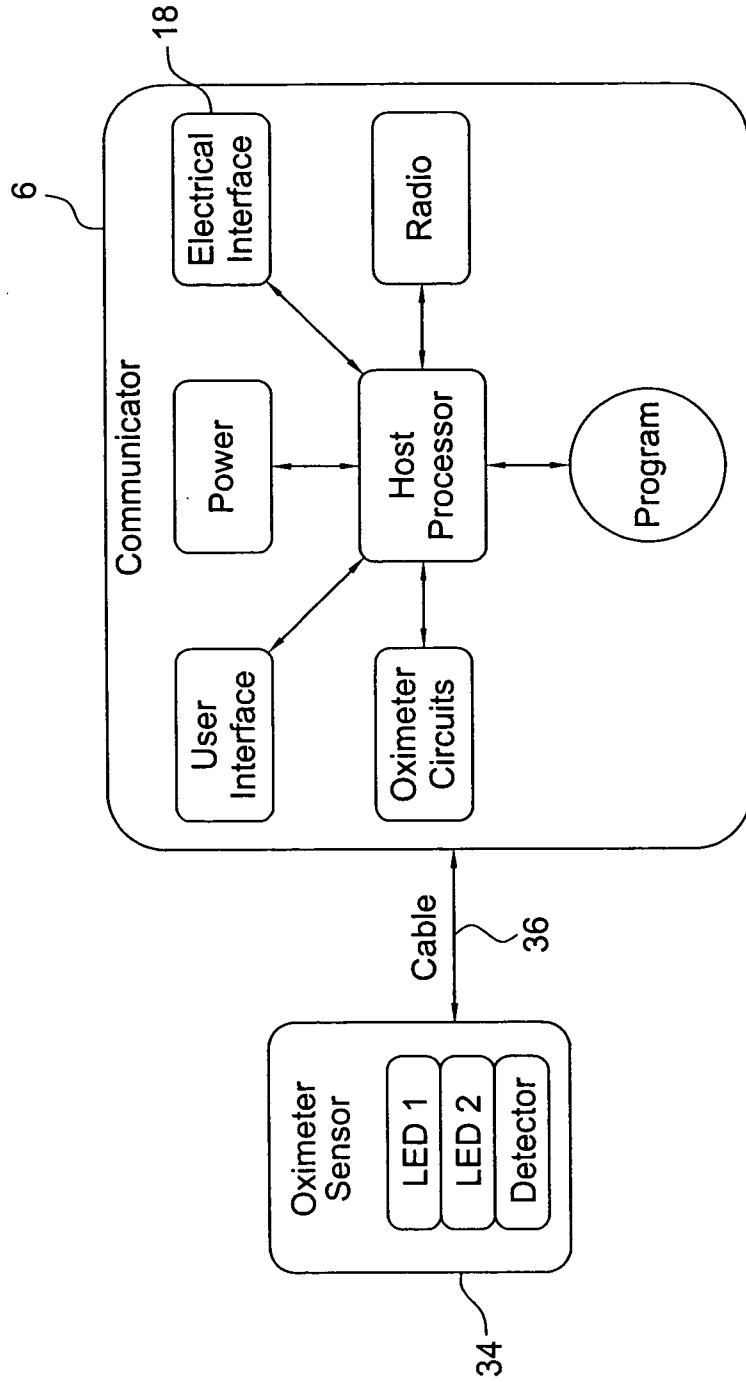 6
18
Communicator
User
Interface
Power
Electrical
Interface
Oximeter
Circuits
Host
Processor
Radio
Program
Cable
36
Oximeter
Sensor
LED 1
LED 2
Detector
34